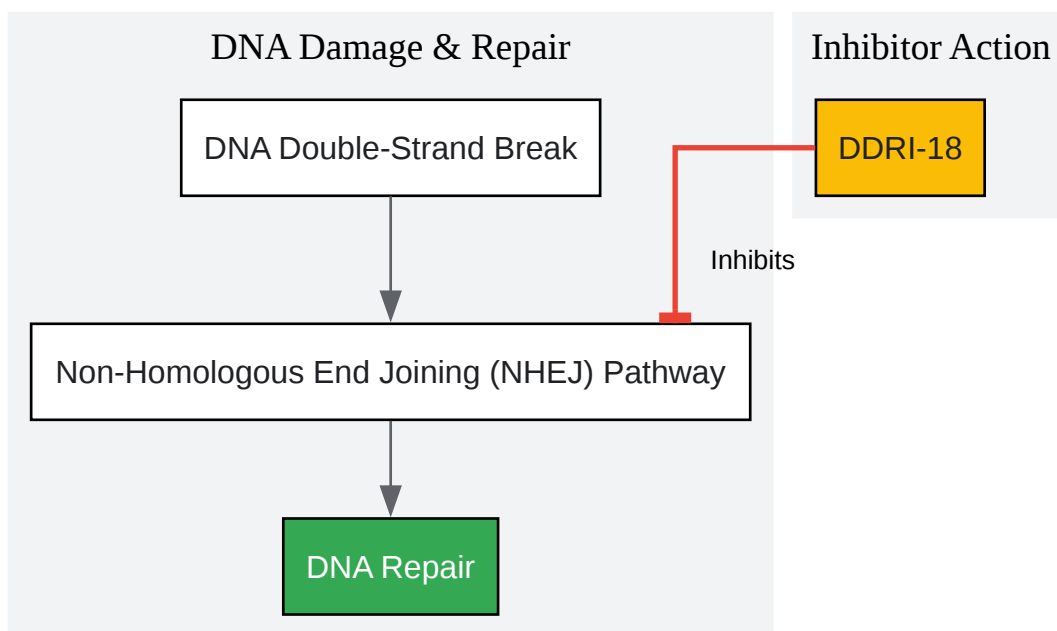 DNA Damage & Repair
Inhibitor Action
DNA Double-Strand Break
DDRI-18
Inhibits
Non-Homologous End Joining (NHEJ) Pathway
DNA Repair